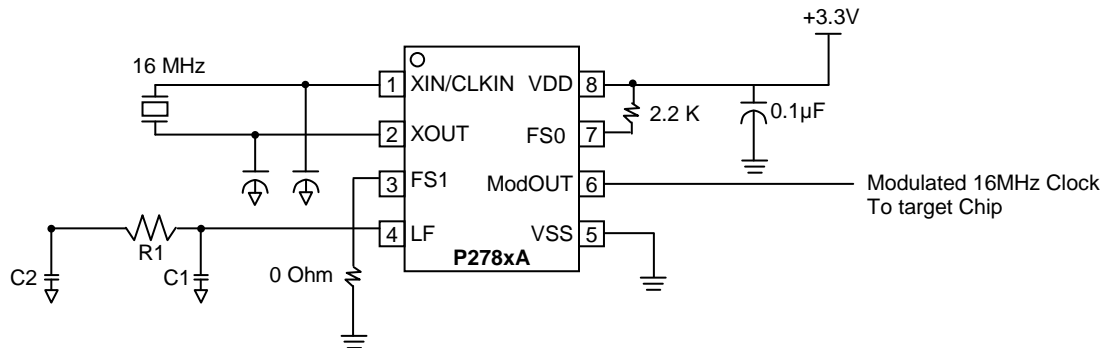 +3.3V
16 MHz
1 XIN/CLKIN VDD 8
2.2 K
0.1µF
2 XOUT FS0 7
3 FS1 ModOUT 6
Modulated 16MHz Clock
To target Chip
4 LF VSS 5
R1
P278xA
C2
C1
0 Ohm